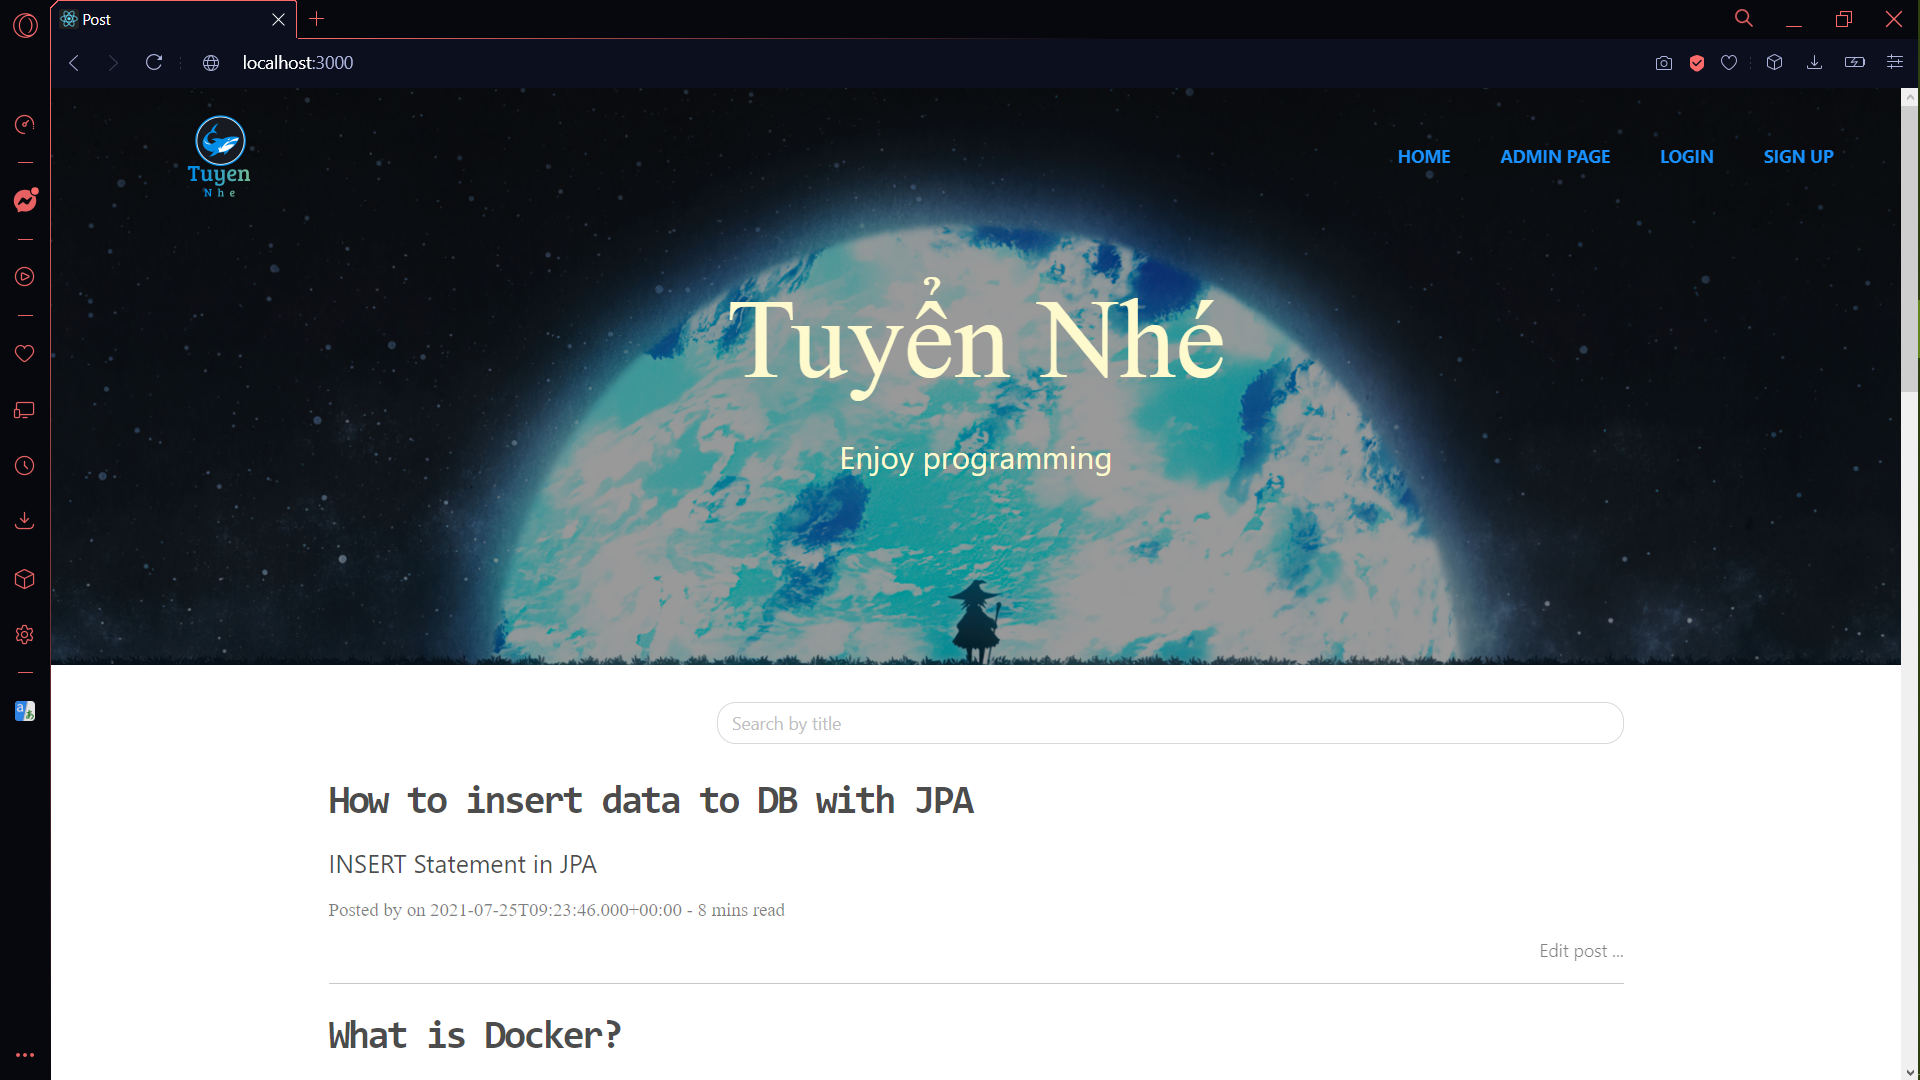 Post
localhost:3000
Tuyen
Nhe
HOME ADMIN PAGE LOGIN SIGN UP
Tuyển Nhé
Enjoy programming
Search by title
How to insert data to DB with JPA
INSERT Statement in JPA
Posted by on 2021-07-25T09:23:46.000+00:00 - 8 mins read
Edit post ...
What is Docker?